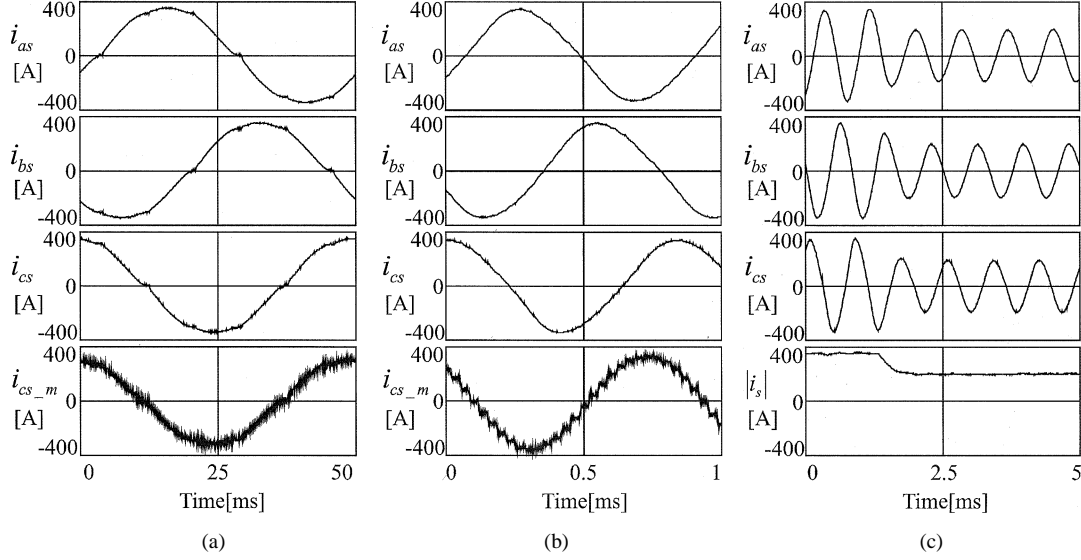 400
i_as
0
[A]
-400
400
i_bs
0
[A]
-400
400
i_cs
0
[A]
-400
400
i_cs_m
0
[A]
-400
0 25 50
Time[ms]
(a)
400
i_as
0
[A]
-400
400
i_bs
0
[A]
-400
400
i_cs
0
[A]
-400
400
i_cs_m
0
[A]
-400
0 0.5 1
Time[ms]
(b)
400
i_as
0
[A]
-400
400
i_bs
0
[A]
-400
400
i_cs
0
[A]
-400
400
|i_s|
0
[A]
-400
0 2.5 5
Time[ms]
(c)